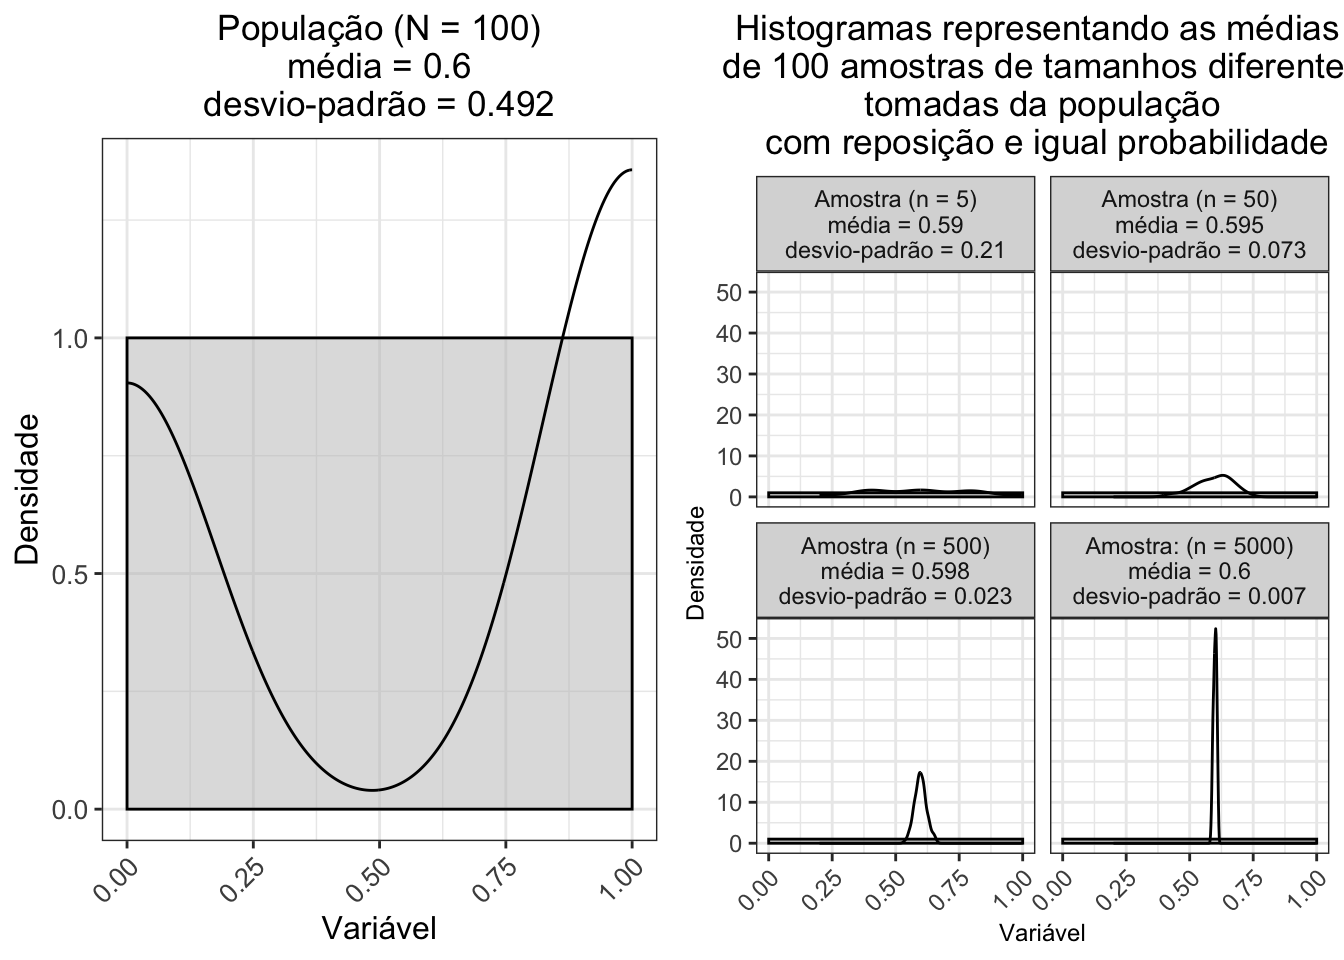 População (N = 100)
média = 0.6
desvio-padrão = 0.492
1.0
0.5
0.0
Densidade
0.00
0.25
0.50
0.75
1.00
Variável
Histogramas representando as médias
de 100 amostras de tamanhos diferente
tomadas da população
com reposição e igual probabilidade
Amostra (n = 5)
média = 0.59
desvio-padrão = 0.21
Amostra (n = 50)
média = 0.595
desvio-padrão = 0.073
50
40
30
20
10
0
Densidade
Amostra (n = 500)
média = 0.598
desvio-padrão = 0.023
Amostra: (n = 5000)
média = 0.6
desvio-padrão = 0.007
50
40
30
20
10
0
0.00
0.25
0.50
0.75
1.00
0.00
0.25
0.50
0.75
1.00
Variável